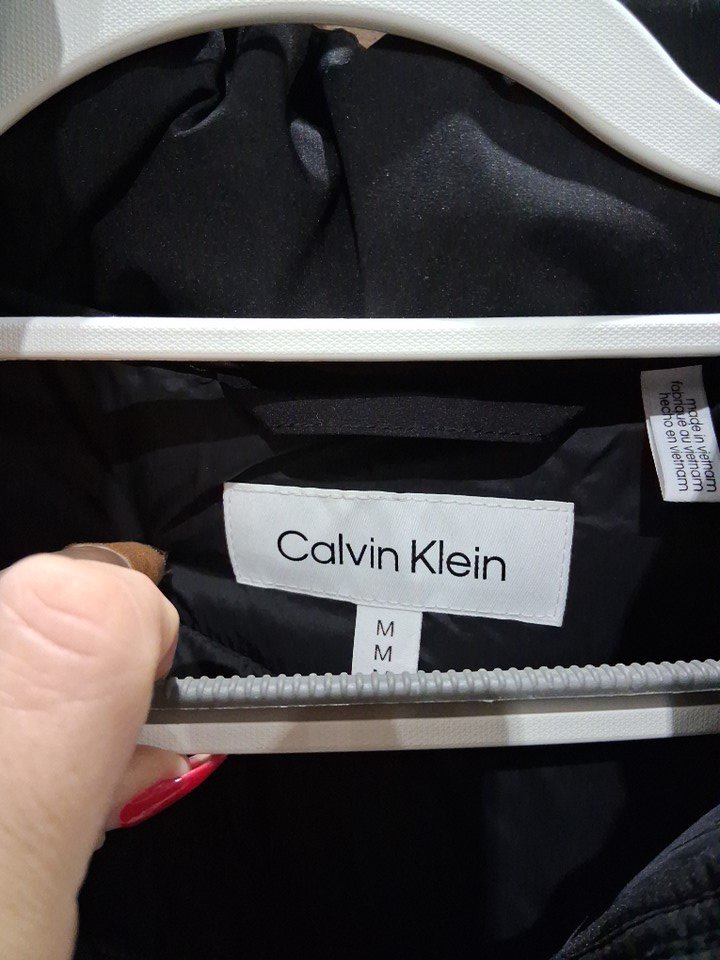 made in vietnam
fabriqué au vietnam
hecho en vietnam
Calvin Klein
M
M